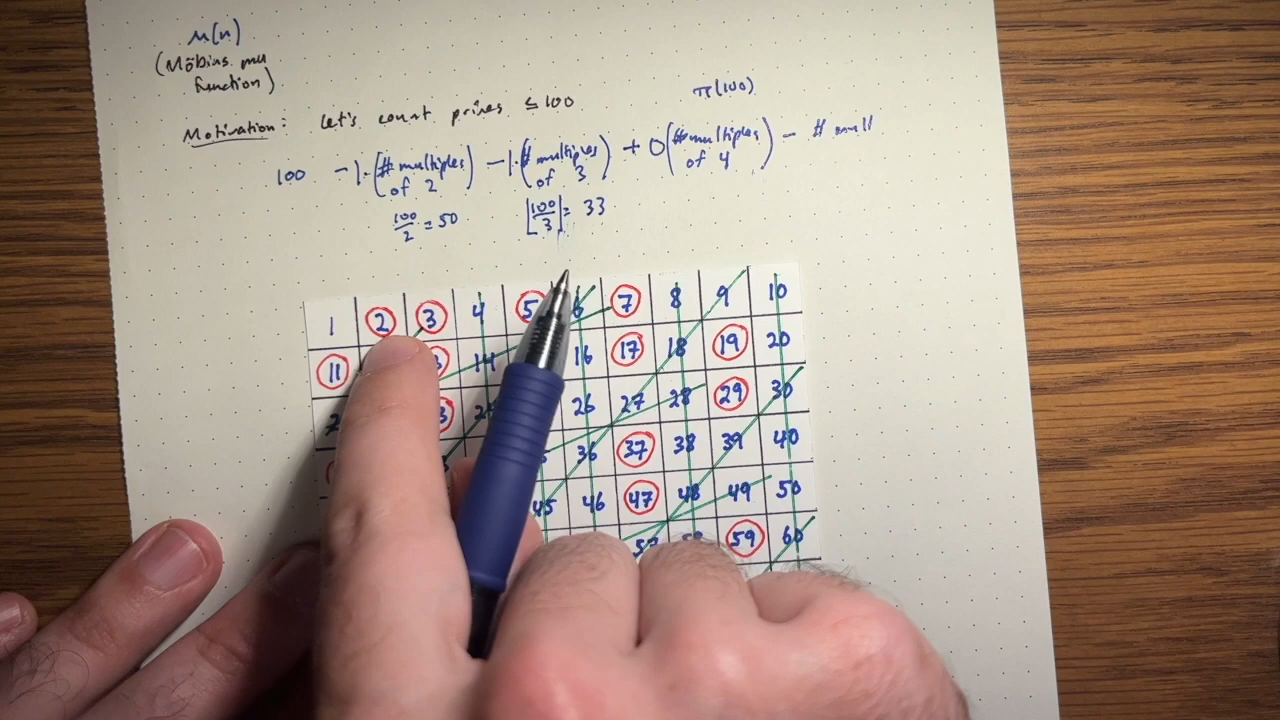 μ(n)
(Möbius mu
function)
π(100)
Motivation: Let's count primes ≤ 100
100 -1·(# multiples of 2) -1·(# multiples of 3) + 0(# multiples of 4) - # mult
100/2 = 50 ⌊100/3⌋ = 33
1 2 3 4 5 6 7 8 9 10
11 14 16 17 18 19 20
26 27 28 29 30
36 37 38 39 40
45 46 47 48 49 50
57 59 60